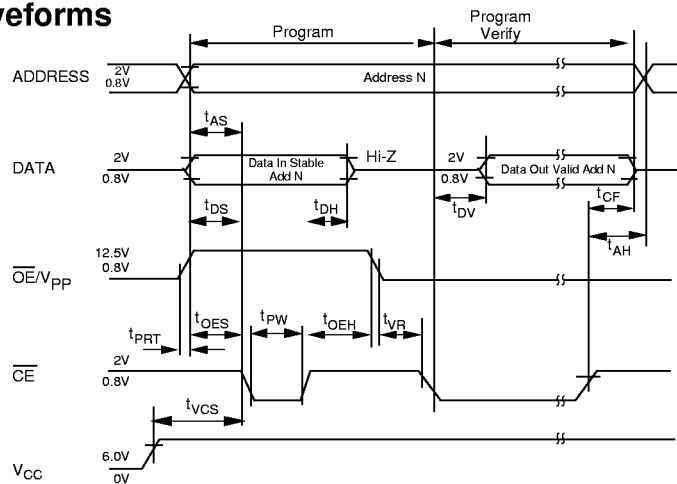 veforms
Program
Program
Verify
ADDRESS
2V
0.8V
Address N
tAS
DATA
2V
0.8V
Data In Stable
Add N
Hi-Z
2V
0.8V
Data Out Valid Add N
tDS
tDH
tDV
tCF
tAH
12.5V
0.8V
OE/VPP
tPRT
tOES
tPW
tOEH
tVR
CE
2V
0.8V
tVCS
6.0V
0V
VCC